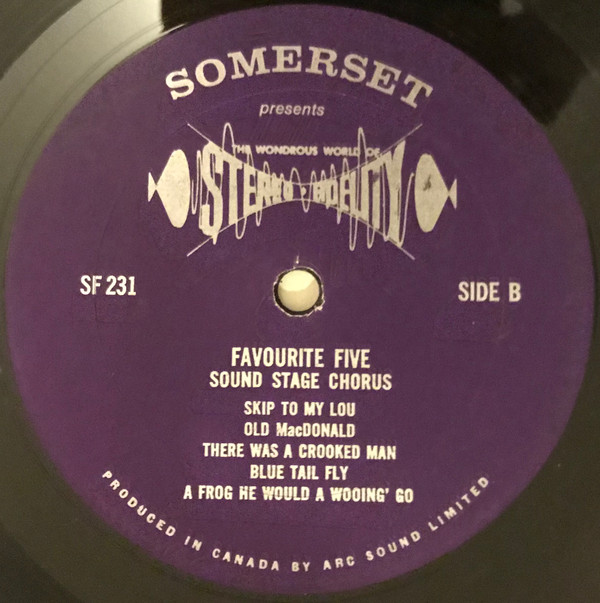 SOMERSET
presents
THE WONDROUS WORLD OF
STEREO-FIDELITY
SF 231
SIDE B
FAVOURITE FIVE
SOUND STAGE CHORUS
SKIP TO MY LOU
OLD MacDONALD
THERE WAS A CROOKED MAN
BLUE TAIL FLY
A FROG HE WOULD A WOOING' GO
PRODUCED IN CANADA BY ARC SOUND LIMITED